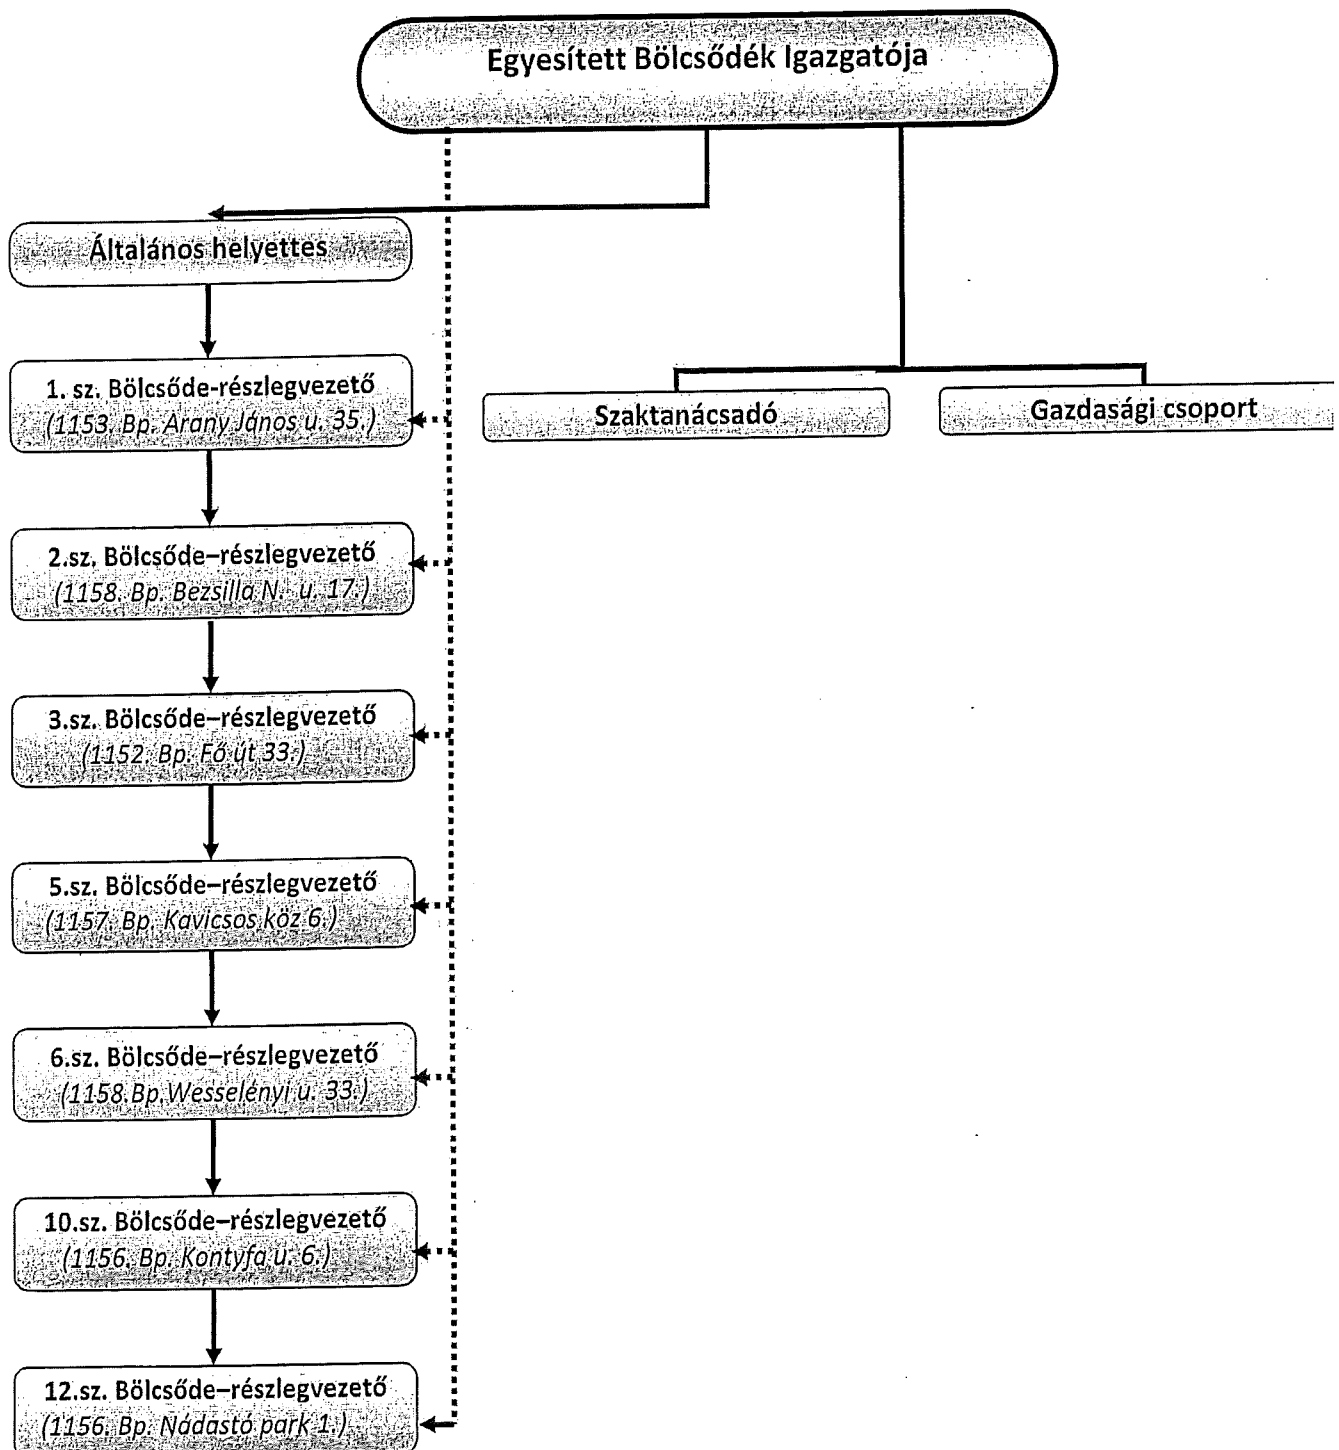 Egyesített Bölcsődék Igazgatója
Általános helyettes
1. sz. Bölcsőde-részlegvezető
(1153. Bp. Arany János u. 35.)
Szaktanácsadó
Gazdasági csoport
2.sz. Bölcsőde–részlegvezető
(1158. Bp. Bezsilla N. u. 17.)
3.sz. Bölcsőde–részlegvezető
(1152. Bp. Fő út 33.)
5.sz. Bölcsőde–részlegvezető
(1157. Bp. Kavicsos köz 6.)
6.sz. Bölcsőde–részlegvezető
(1158.Bp.Wesselényi u. 33.)
10.sz. Bölcsőde–részlegvezető
(1156. Bp. Kontyfa u. 6.)
12.sz. Bölcsőde–részlegvezető
(1156. Bp. Nádastó park 1.)